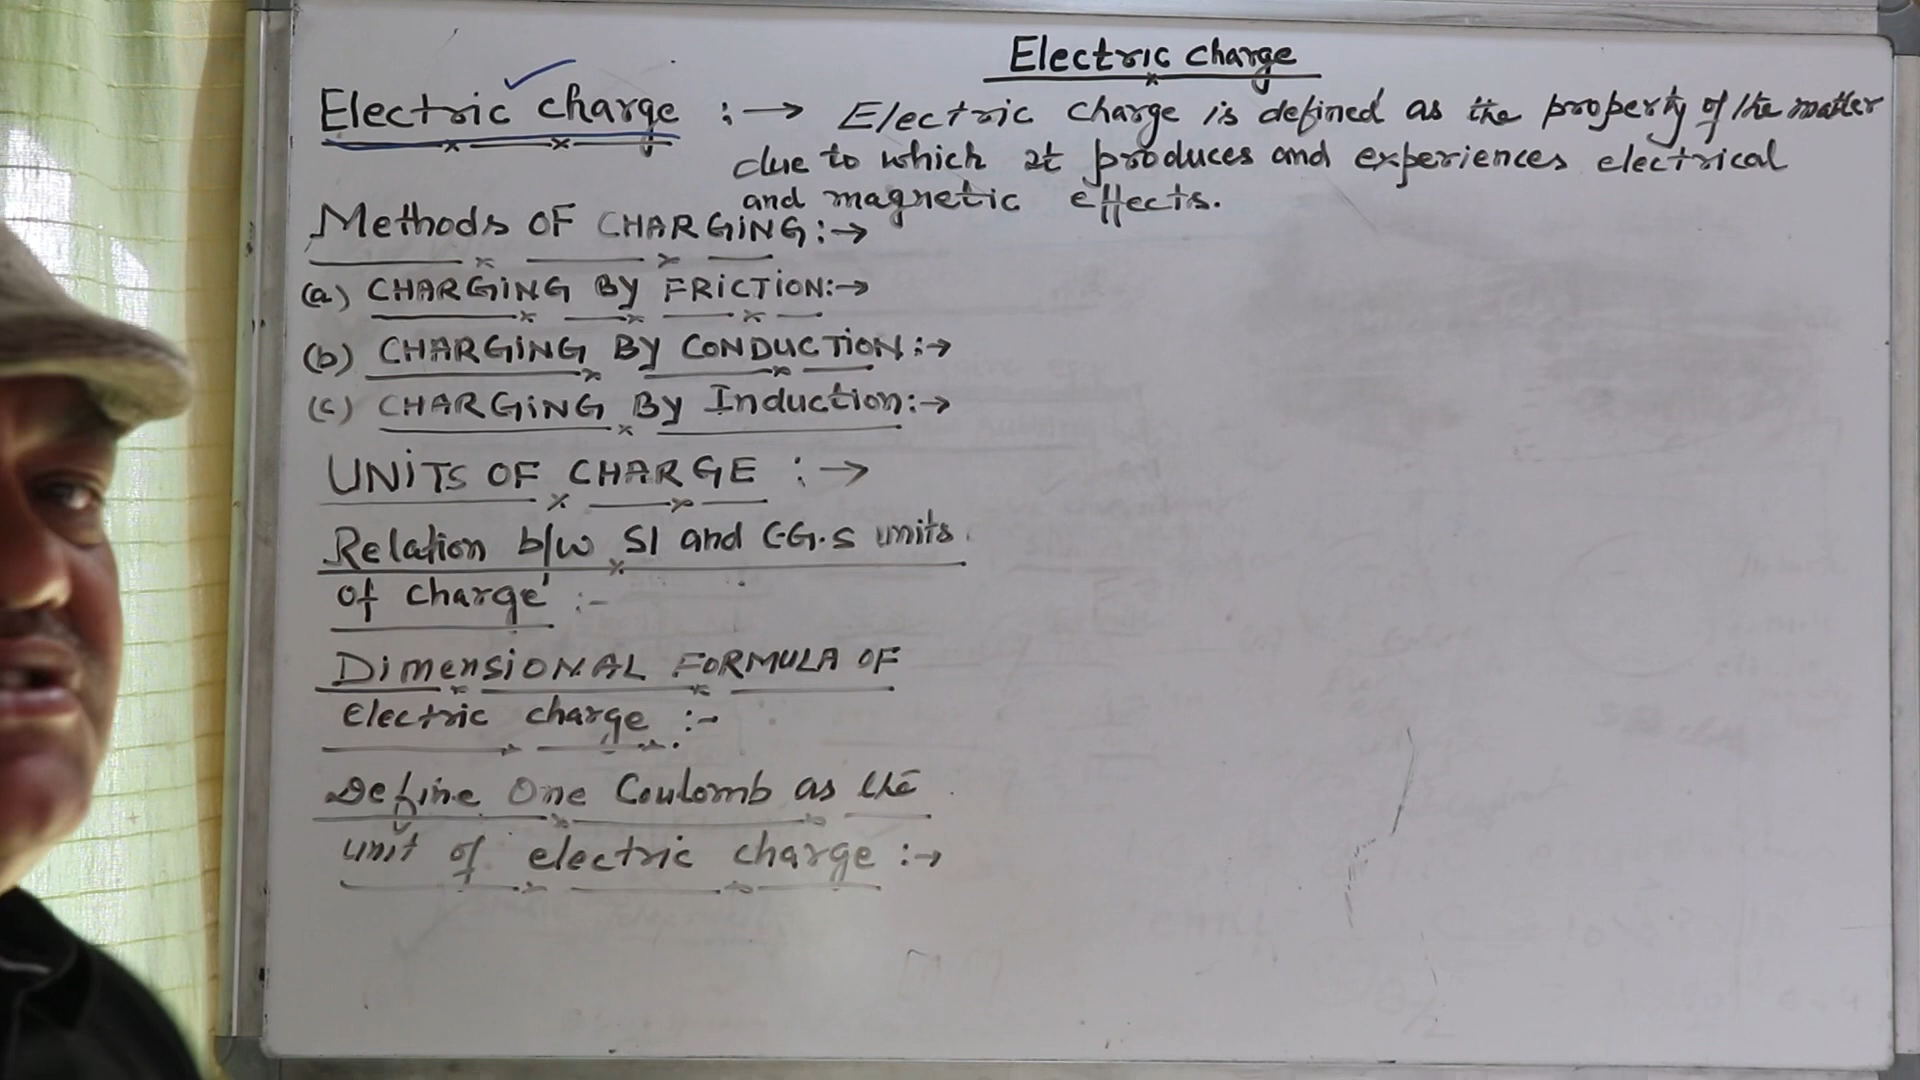 Electric charge
Electric charge :→ Electric charge is defined as the property of the matter
due to which it produces and experiences electrical
and magnetic effects.
Methods OF CHARGING:→
(a) CHARGING BY FRICTION:→
(b) CHARGING BY CONDUCTION:→
(c) CHARGING BY Induction:→
UNITS OF CHARGE :→
Relation b/w SI and C.G.S units
of charge :-
DimensiONAL FORMULA OF
Electric charge :-
Define One Coulomb as the
unit of electric charge :→